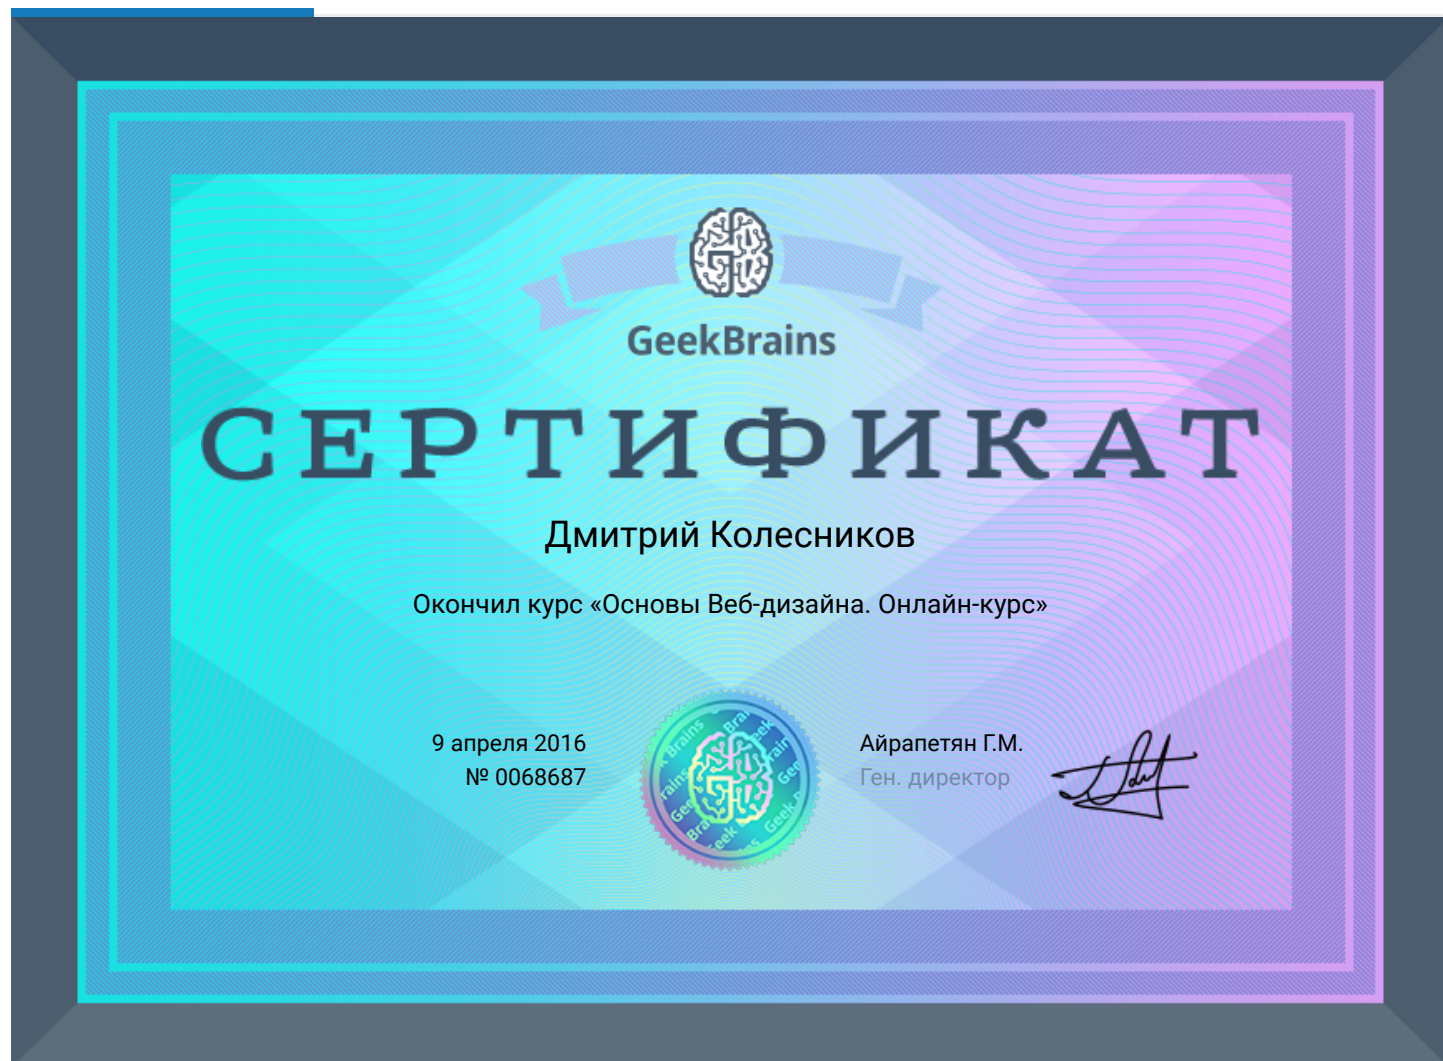 GeekBrains
СЕРТИФИКАТ
Дмитрий Колесников
Окончил курс «Основы Веб-дизайна. Онлайн-курс»
9 апреля 2016
№ 0068687
Айрапетян Г.М.
Ген. директор